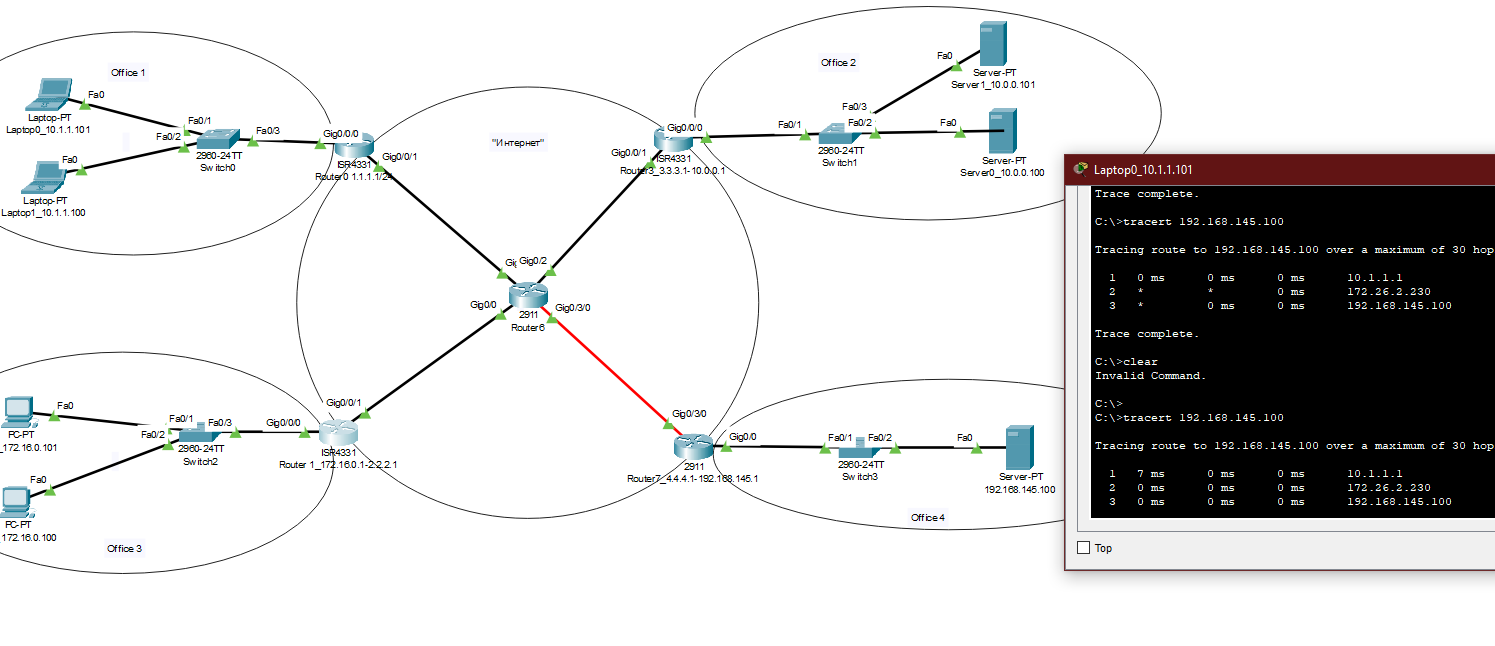 Office 1
Fa0
Laptop-PT
Laptop0_10.1.1.101
Fa0/1
Fa0/2
Fa0/3
2960-24TT
Switch0
Fa0
Laptop-PT
Laptop1_10.1.1.100
Gig0/0/0
ISR4331
Router0 1.1.1.1/24
Gig0/0/1
"Интернет"
Office 2
Fa0
Server-PT
Server1_10.0.0.101
Gig0/0/0
Gig0/0/1
ISR4331
Router3_3.3.3.1-10.0.0.1
Fa0/1
Fa0/3
Fa0/2
2960-24TT
Switch1
Fa0
Server-PT
Server0_10.0.0.100
Gig0/2
Gig0/0
Gig0/3/0
2911
Router6
Fa0
PC-PT
_172.16.0.101
Fa0/1
Fa0/2
Fa0/3
2960-24TT
Switch2
Fa0
PC-PT
172.16.0.100
Office 3
Gig0/0/0
Gig0/0/1
ISR4331
Router 1_172.16.0.1-2.2.2.1
Gig0/3/0
Gig0/0
2911
Router7_4.4.4.1-192.168.145.1
Fa0/1
Fa0/2
2960-24TT
Switch3
Fa0
Server-PT
192.168.145.100
Office 4
Laptop0_10.1.1.101
Trace complete.
C:\>tracert 192.168.145.100
Tracing route to 192.168.145.100 over a maximum of 30 hop
1 0 ms 0 ms 0 ms 10.1.1.1
2 * * 0 ms 172.26.2.230
3 * 0 ms 0 ms 192.168.145.100
Trace complete.
C:\>clear
Invalid Command.
C:\>
C:\>tracert 192.168.145.100
Tracing route to 192.168.145.100 over a maximum of 30 hop
1 7 ms 0 ms 0 ms 10.1.1.1
2 0 ms 0 ms 0 ms 172.26.2.230
3 0 ms 0 ms 0 ms 192.168.145.100
Top